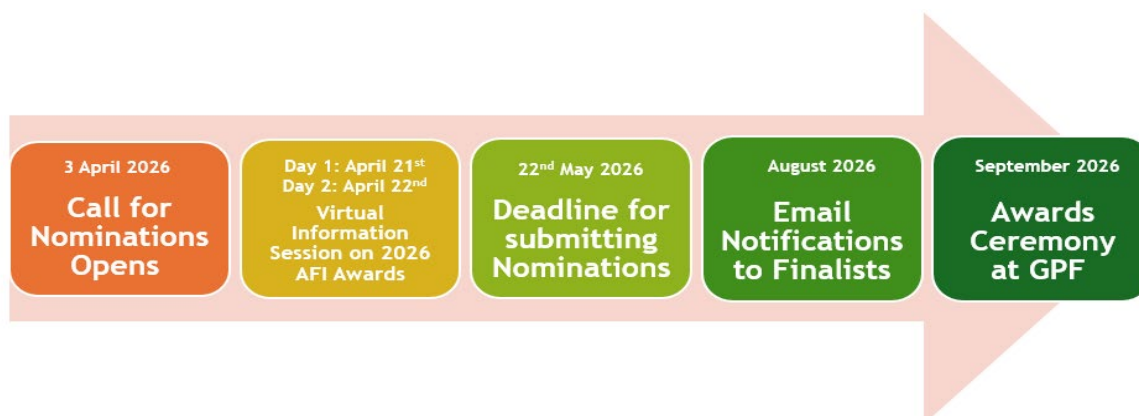 3 April 2026
Call for
Nominations
Opens
Day 1: April 21st
Day 2: April 22nd
Virtual
Information
Session on 2026
AFI Awards
22nd May 2026
Deadline for
submitting
Nominations
August 2026
Email
Notifications
to Finalists
September 2026
Awards
Ceremony
at GPF